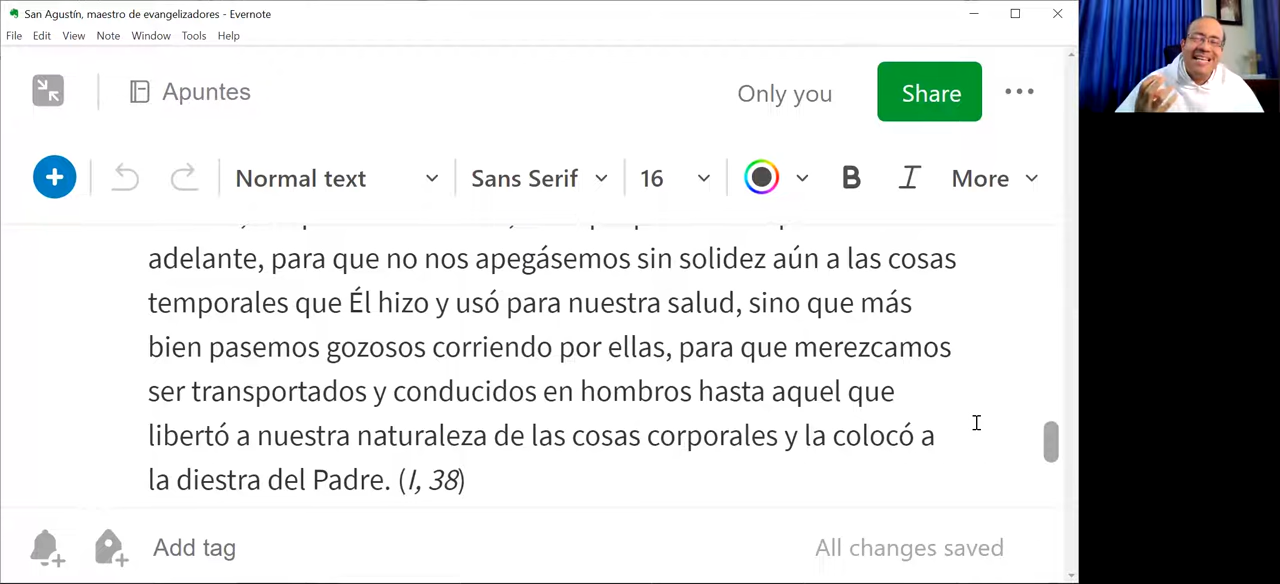 San Agustín, maestro de evangelizadores - Evernote
File Edit View Note Window Tools Help
Apuntes
Only you
Share
Normal text
Sans Serif
16
B
I
More
adelante, para que no nos apegásemos sin solidez aún a las cosas
temporales que Él hizo y usó para nuestra salud, sino que más
bien pasemos gozosos corriendo por ellas, para que merezcamos
ser transportados y conducidos en hombros hasta aquel que
libertó a nuestra naturaleza de las cosas corporales y la colocó a
la diestra del Padre. (I, 38)
Add tag
All changes saved